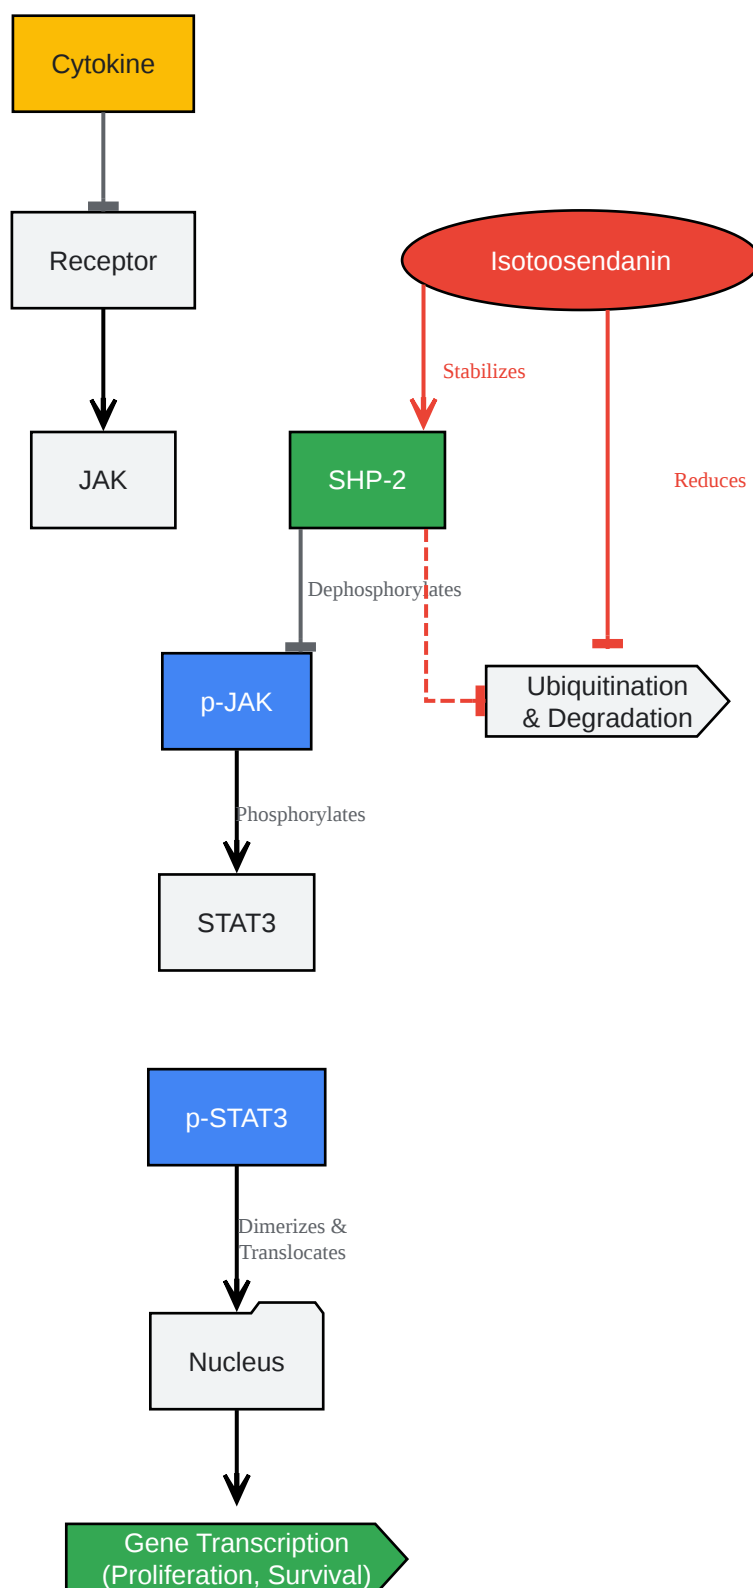 Cytokine
Receptor
Isotoosendanin
Stabilizes
JAK
SHP-2
Reduces
Dephosphorylates
p-JAK
Ubiquitination
& Degradation
Phosphorylates
STAT3
p-STAT3
Dimerizes &
Translocates
Nucleus
Gene Transcription
(Proliferation, Survival)